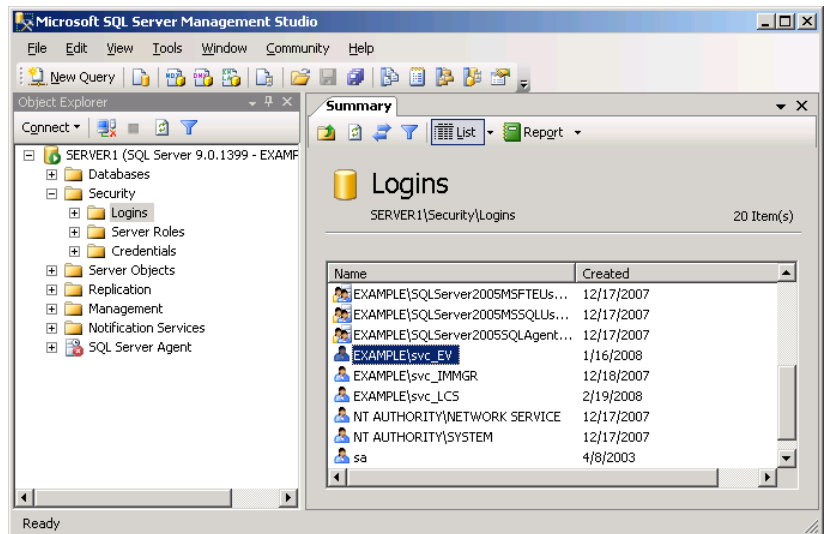 Microsoft SQL Server Management Studio
File Edit View Tools Window Community Help
New Query
Object Explorer
Connect
SERVER1 (SQL Server 9.0.1399 - EXAMP
Databases
Security
Logins
Server Roles
Credentials
Server Objects
Replication
Management
Notification Services
SQL Server Agent
Summary
List Report
Logins
SERVER1\Security\Logins 20 Item(s)
Name Created
EXAMPLE\SQLServer2005MSFTEUs... 12/17/2007
EXAMPLE\SQLServer2005MSSQLUs... 12/17/2007
EXAMPLE\SQLServer2005SQLAgent... 12/17/2007
EXAMPLE\svc_EV 1/16/2008
EXAMPLE\svc_IMMGR 12/18/2007
EXAMPLE\svc_LCS 2/19/2008
NT AUTHORITY\NETWORK SERVICE 12/17/2007
NT AUTHORITY\SYSTEM 12/17/2007
sa 4/8/2003
Ready